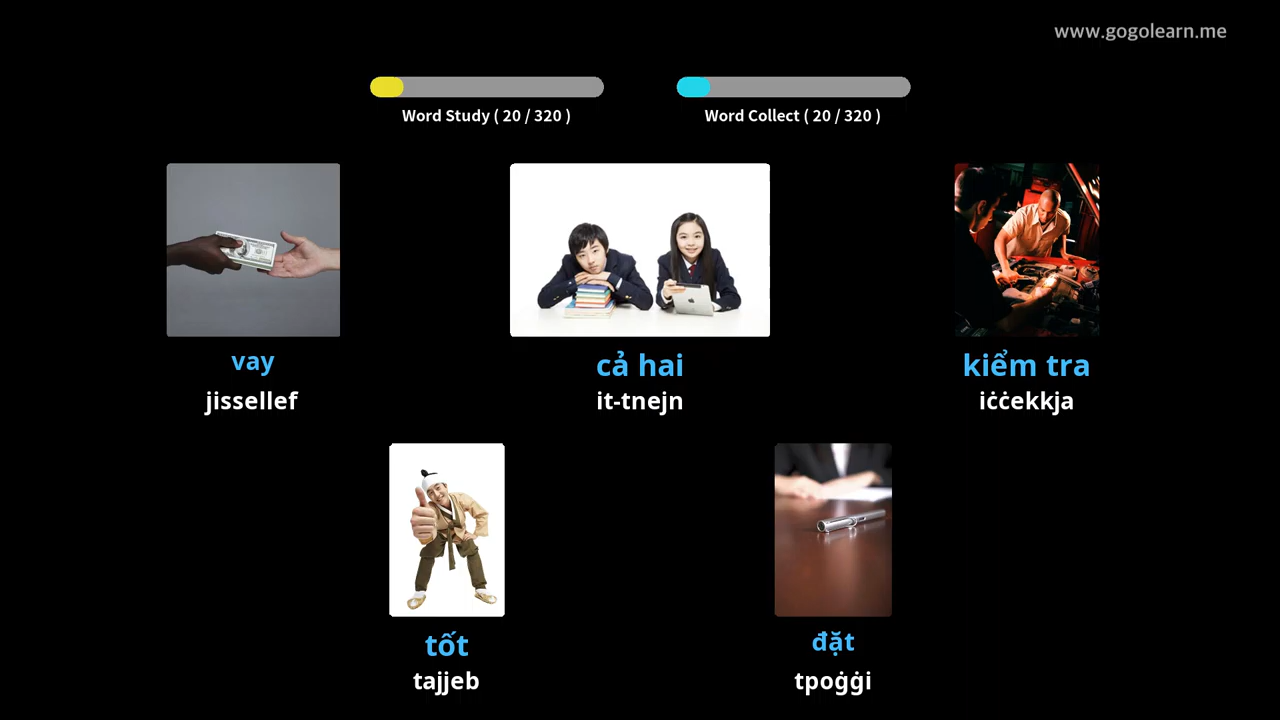 www.gogolearn.me
Word Study ( 20 / 320 )
Word Collect ( 20 / 320 )
vay
jissellef
cả hai
it-tnejn
kiểm tra
iċċekkja
tốt
tajjeb
đặt
tpoġġi